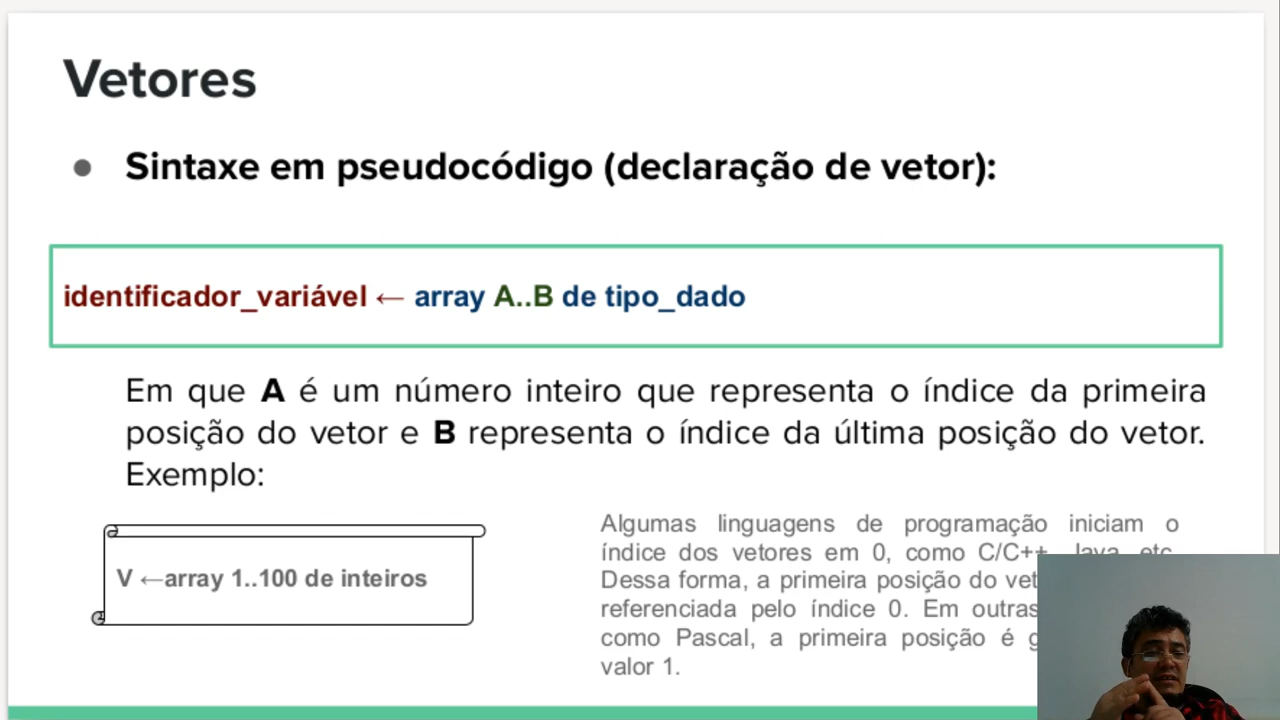 Vetores
● Sintaxe em pseudocódigo (declaração de vetor):
identificador_variável ← array A..B de tipo_dado
Em que A é um número inteiro que representa o índice da primeira
posição do vetor e B representa o índice da última posição do vetor.
Exemplo:
V ←array 1..100 de inteiros
Algumas linguagens de programação iniciam o
índice dos vetores em 0, como C/C++, Java, etc.
Dessa forma, a primeira posição do
referenciada pelo índice 0. Em outras
como Pascal, a primeira posição é
valor 1.